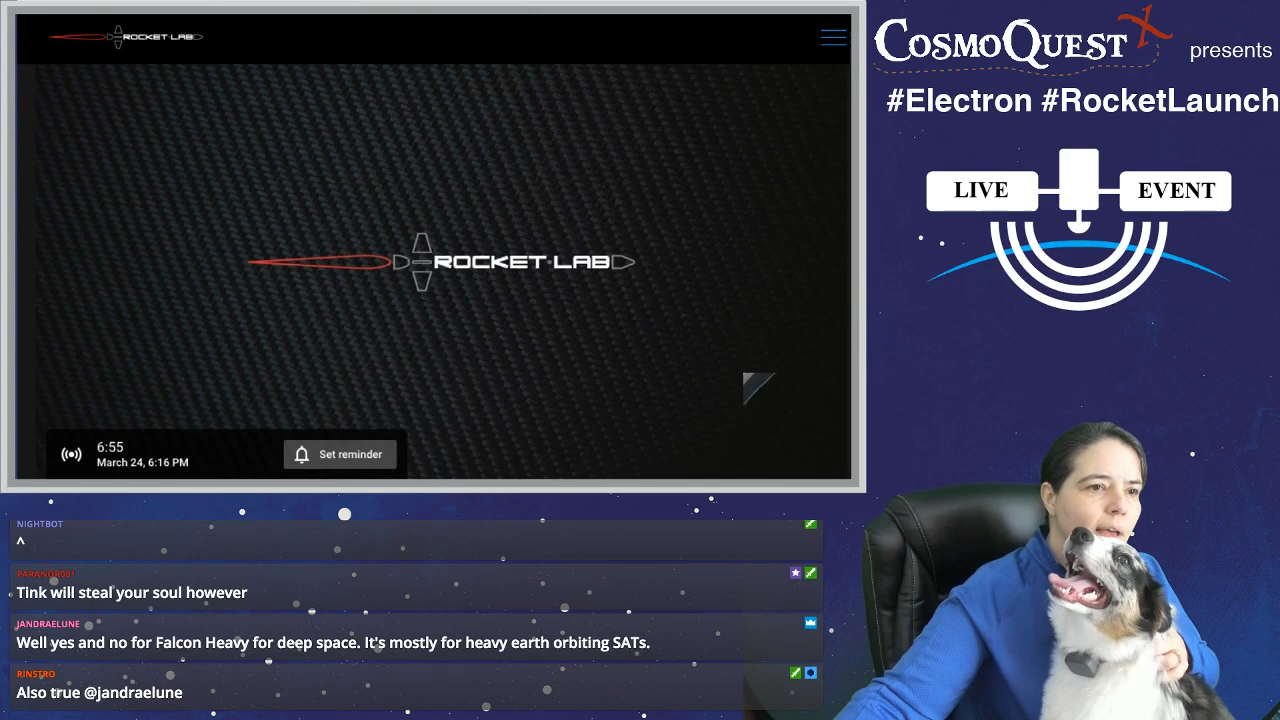 ROCKET LAB
COSMOQUEST X presents
#Electron #RocketLaunch
LIVE EVENT
ROCKET LAB
6:55
March 24, 6:16 PM
Set reminder
NIGHTBOT
^
PARANOR001
Tink will steal your soul however
JANDRAELUNE
Well yes and no for Falcon Heavy for deep space. It's mostly for heavy earth orbiting SATs.
RINSTRO
Also true @jandraelune